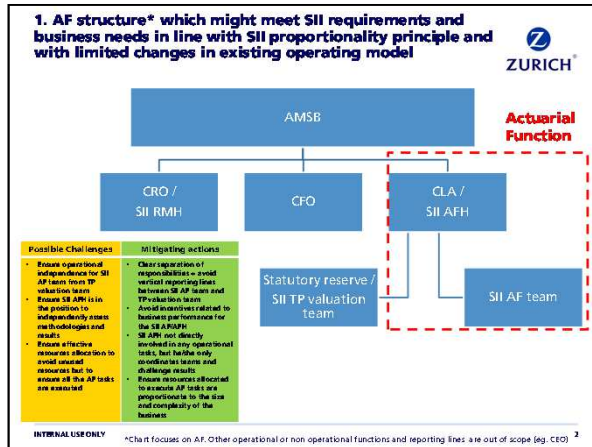 1. AF structure* which might meet SII requirements and
business needs in line with SII proportionality principle and
with limited changes in existing operating model
ZURICH®
AMSB
Actuarial
Function
CRO /
SII RMH
CFO
CLA /
SII AFH
Possible Challenges
• Ensure operational
independence for SII
AF team from TP
valuation team
• Ensure SII AFH is in
the position to
independently assess
methodologies and
results
• Ensure effective
resources allocation to
avoid unused
resources but to
ensure all the AF tasks
are executed
Mitigating actions
• Clear separation of
responsibilities + avoid
vertical reporting lines
between SII AF team and
TP valuation team
• Avoid incentives related to
business performance for
the SII AF/AFH
• SII AFH not directly
involved in any operational
tasks, but he/she only
coordinates teams and
challenge results
• Ensure resources allocated
to execute AF tasks are
proportionate to the size
and complexity of the
business
Statutory reserve /
SII TP valuation
team
SII AF team
INTERNAL USE ONLY
*Chart focuses on AF. Other operational or non operational functions and reporting lines are out of scope (eg. CEO)
2